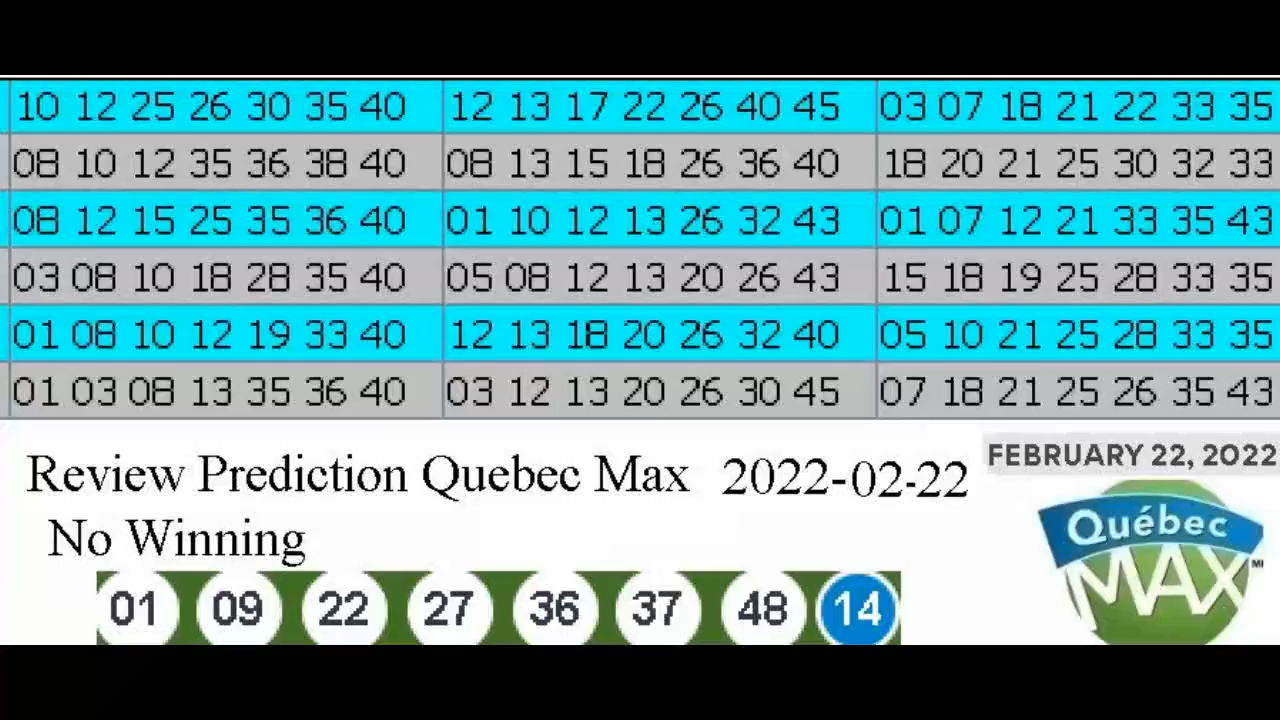 10 12 25 26 30 35 40 12 13 17 22 26 40 45 03 07 18 21 22 33 35
08 10 12 35 36 38 40 08 13 15 18 26 36 40 18 20 21 25 30 32 33
08 12 15 25 35 36 40 01 10 12 13 26 32 43 01 07 12 21 33 35 43
03 08 10 18 28 35 40 05 08 12 13 20 26 43 15 18 19 25 28 33 35
01 08 10 12 19 33 40 12 13 18 20 26 32 40 05 10 21 25 28 33 35
01 03 08 13 35 36 40 03 12 13 20 26 30 45 07 18 21 25 26 35 43
Review Prediction Quebec Max 2022-02-22
No Winning
FEBRUARY 22, 2022
Québec
MAX MI
01 09 22 27 36 37 48 14